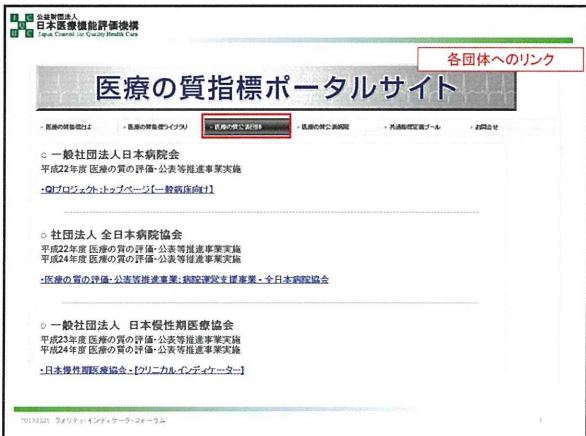 公益財団法人
日本医療機能評価機構
Japan Council for Quality Health Care
各団体へのリンク
医療の質指標ポータルサイト
医療の質指標とは
医療の質指標ライブラリ
医療の質公表団体
医療の質公表病院
共通指標定義プール
お問合せ
○ 一般社団法人日本病院会
平成22年度 医療の質の評価・公表等推進事業実施
・QIプロジェクト:トップページ【一般病床向け】
○ 社団法人 全日本病院協会
平成22年度 医療の質の評価・公表等推進事業実施
平成24年度 医療の質の評価・公表等推進事業実施
・医療の質の評価・公表等推進事業:病院運営支援事業 - 全日本病院協会
○ 一般社団法人 日本慢性期医療協会
平成23年度 医療の質の評価・公表等推進事業実施
平成24年度 医療の質の評価・公表等推進事業実施
・日本慢性期医療協会 - [クリニカルインディケーター]
クオリティ・インディケータ・フォーラム